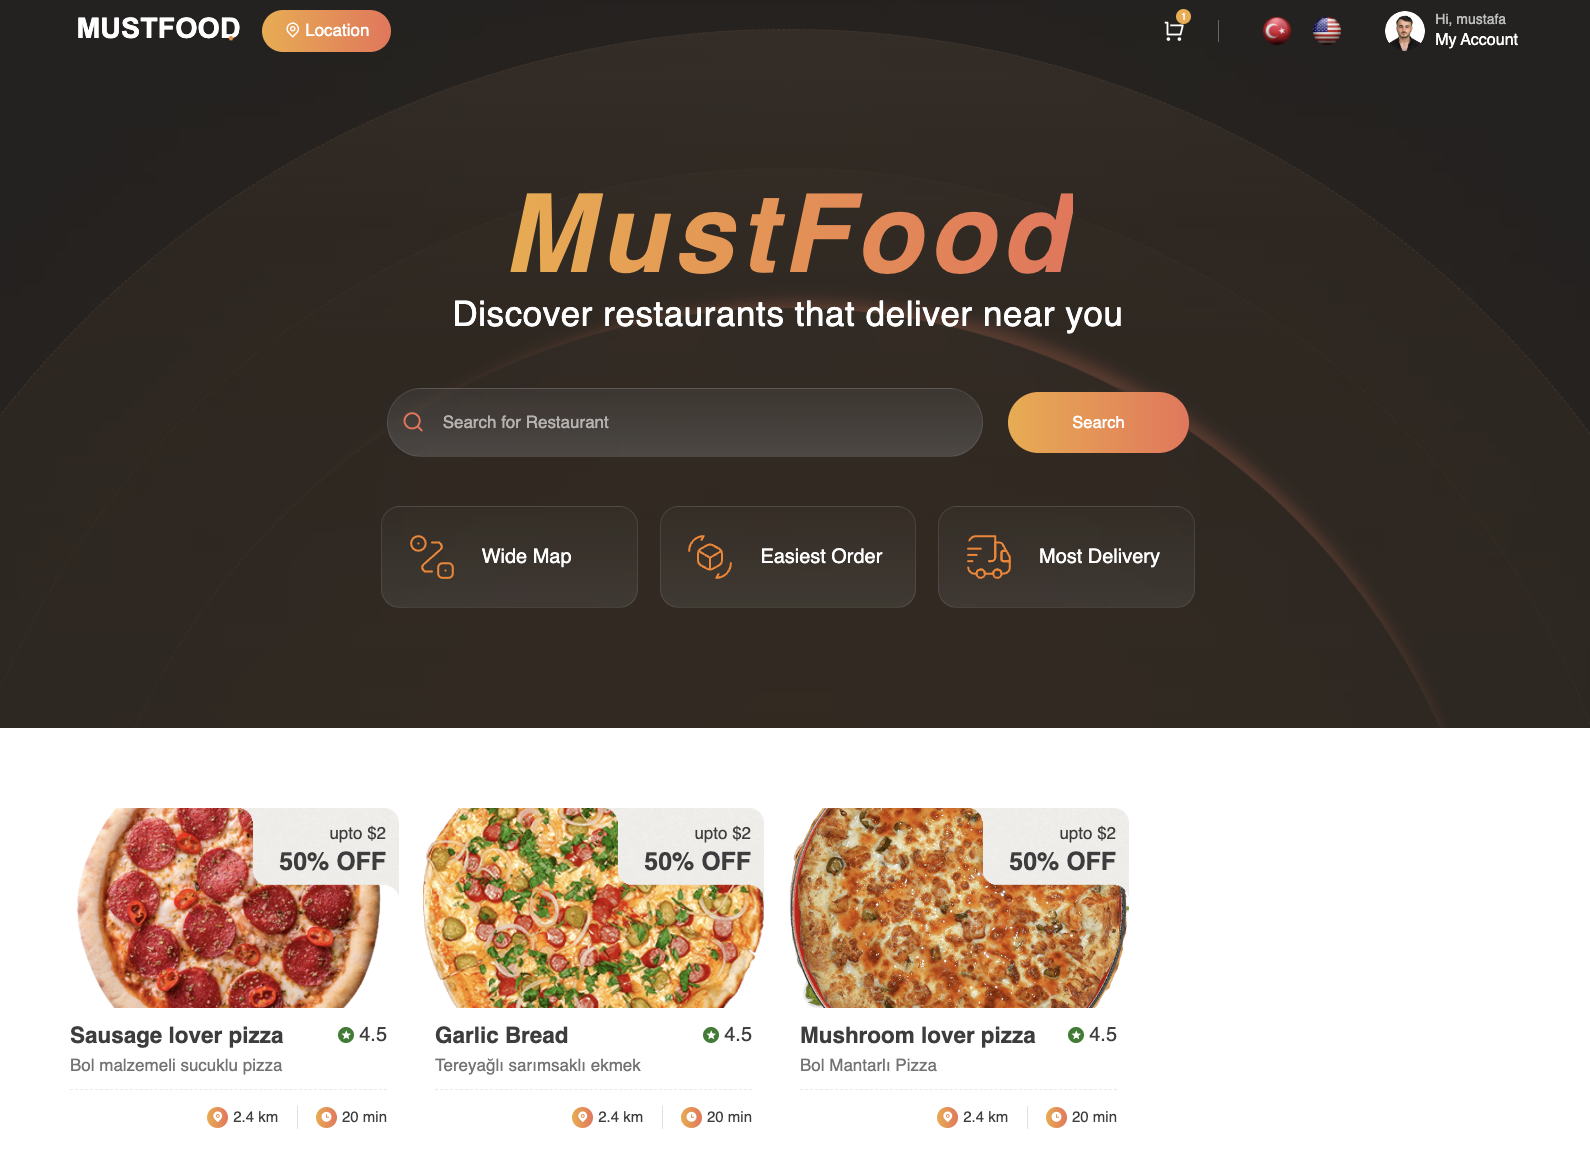 MUSTFOOD
Location
1
Hi, mustafa
My Account
MustFood
Discover restaurants that deliver near you
Search for Restaurant
Search
Wide Map
Easiest Order
Most Delivery
upto $2
50% OFF
upto $2
50% OFF
upto $2
50% OFF
Sausage lover pizza
4.5
Bol malzemeli sucuklu pizza
2.4 km
20 min
Garlic Bread
4.5
Tereyağlı sarımsaklı ekmek
2.4 km
20 min
Mushroom lover pizza
4.5
Bol Mantarlı Pizza
2.4 km
20 min